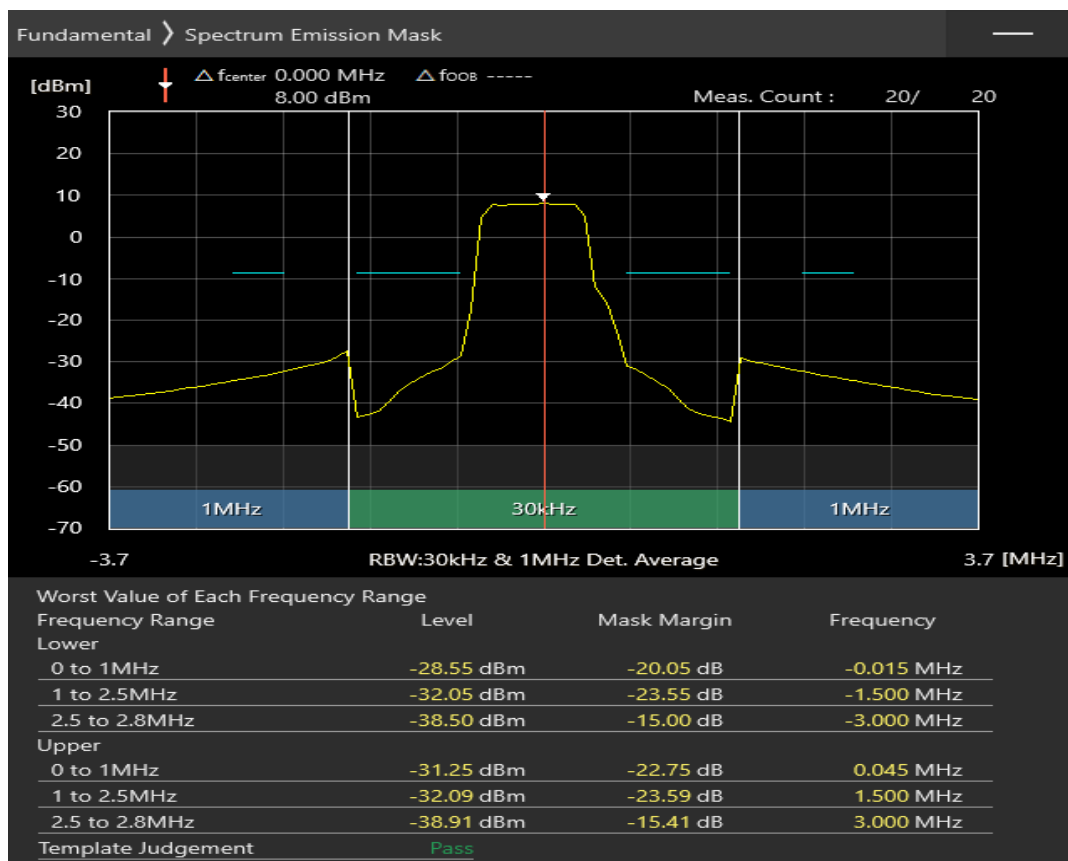 Fundamental 〉 Spectrum Emission Mask
[dBm] △ fcenter 0.000 MHz △ fOOB -----
8.00 dBm Meas. Count : 20/ 20
30
20
10
0
-10
-20
-30
-40
-50
-60
-70
1MHz 30kHz 1MHz
-3.7 RBW:30kHz & 1MHz Det. Average 3.7 [MHz]
Worst Value of Each Frequency Range
Frequency Range Level Mask Margin Frequency
Lower
0 to 1MHz -28.55 dBm -20.05 dB -0.015 MHz
1 to 2.5MHz -32.05 dBm -23.55 dB -1.500 MHz
2.5 to 2.8MHz -38.50 dBm -15.00 dB -3.000 MHz
Upper
0 to 1MHz -31.25 dBm -22.75 dB 0.045 MHz
1 to 2.5MHz -32.09 dBm -23.59 dB 1.500 MHz
2.5 to 2.8MHz -38.91 dBm -15.41 dB 3.000 MHz
Template Judgement Pass